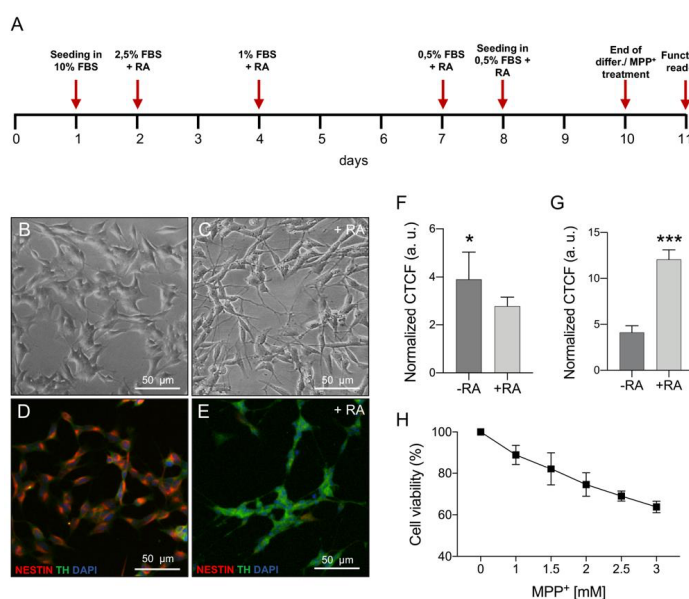 A
Seeding in
10% FBS
2,5% FBS
+ RA
1% FBS
+ RA
0,5% FBS
+ RA
Seeding in
0,5% FBS +
RA
End of
differ./ MPP⁺
treatment
0 1 2 3 4 5 6 7 8 9 10 11
days
B
50 µm
C
+ RA
50 µm
D
NESTIN TH DAPI
50 µm
E
+ RA
NESTIN TH DAPI
50 µm
F
Normalized CTCF (a. u.)
6
4
2
0
*
-RA +RA
G
Normalized CTCF (a. u.)
15
10
5
0
***
-RA +RA
H
Cell viability (%)
100
80
60
40
0 1 1.5 2 2.5 3
MPP⁺ [mM]